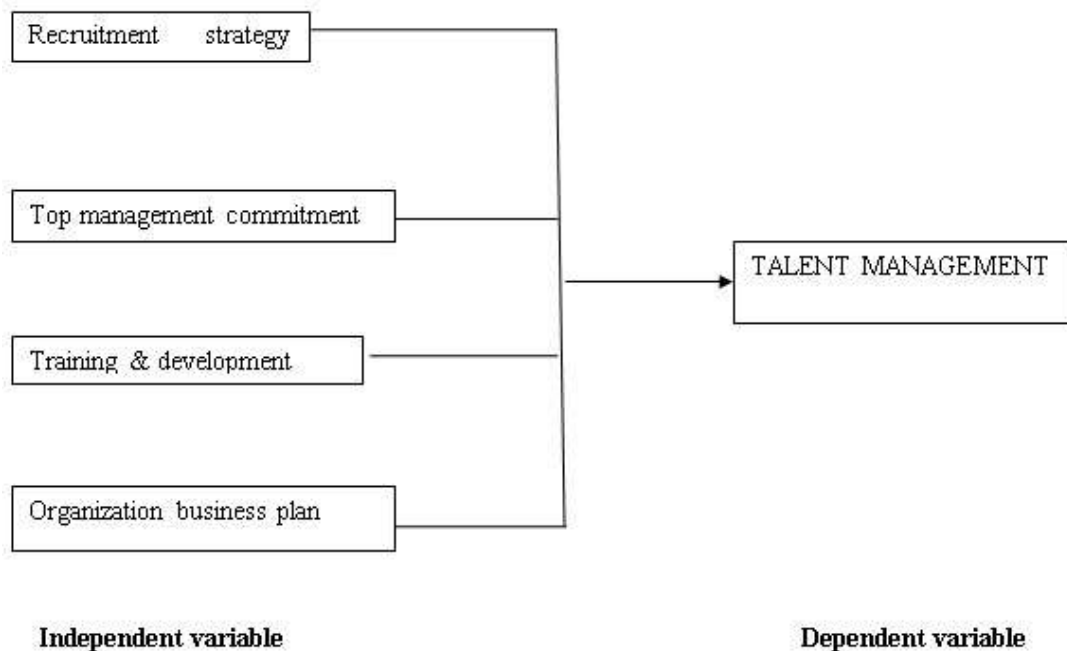 Recruitment strategy
Top management commitment
TALENT MANAGEMENT
Training & development
Organization business plan
Independent variable
Dependent variable